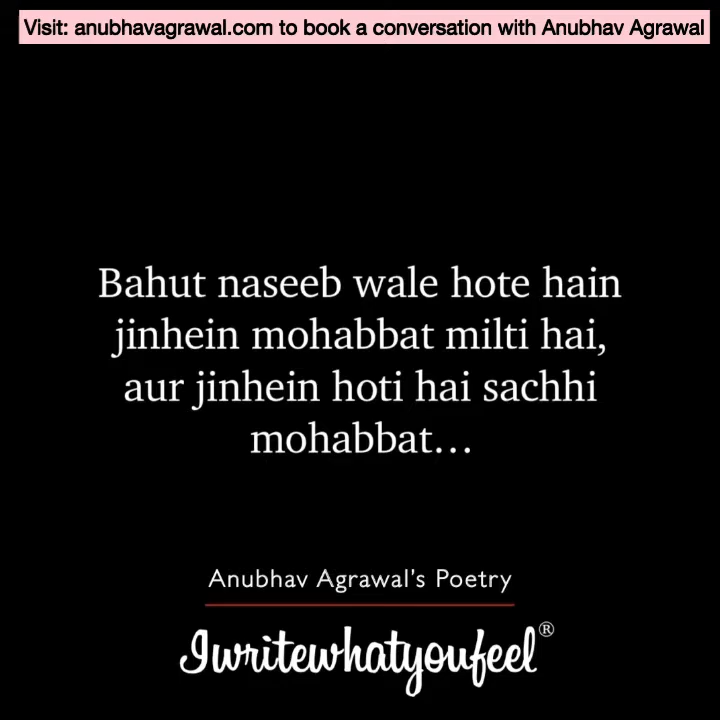 Visit: anubhavagrawal.com to book a conversation with Anubhav Agrawal
Bahut naseeb wale hote hain
jinhein mohabbat milti hai,
aur jinhein hoti hai sachhi
mohabbat...
Anubhav Agrawal's Poetry
Iwritewhatyoufeel®